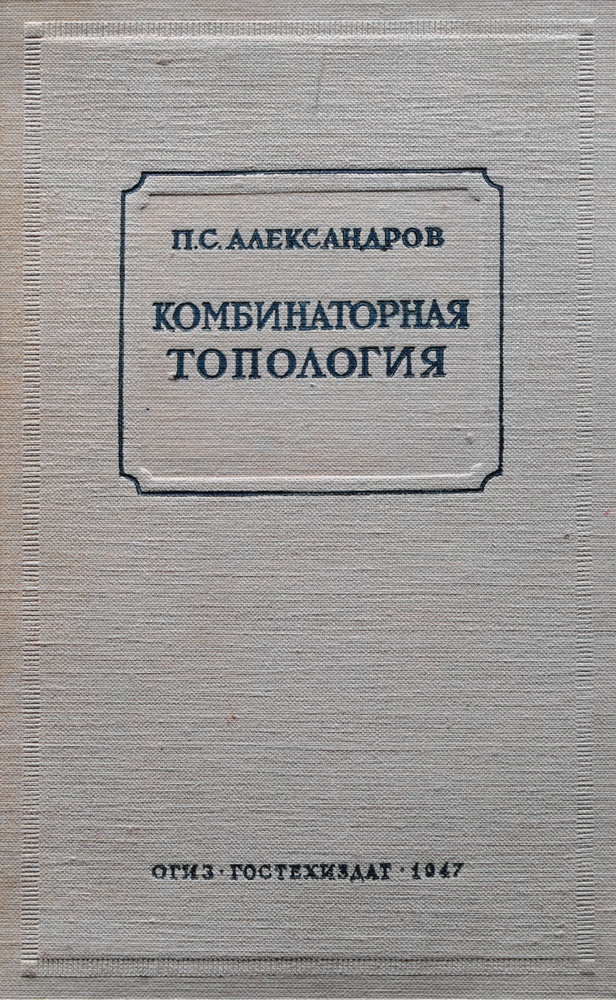 П.С.АЛЕКСАНДРОВ
КОМБИНАТОРНАЯ
ТОПОЛОГИЯ
ОГИЗ · ГОСТЕХИЗДАТ · 1947